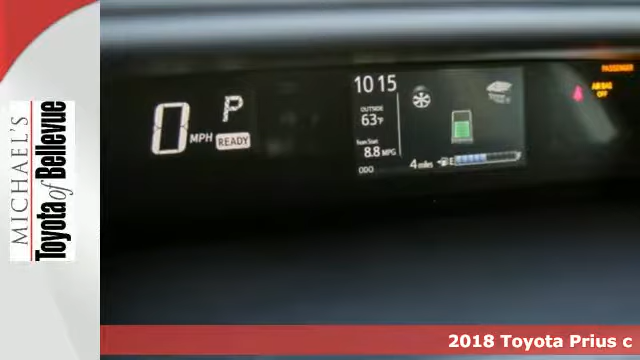 MICHAEL'S
Toyota of Bellevue
0 MPH
P
READY
10 15
OUTSIDE
63°F
8.8 MPG
ODO
4 miles
E
PASSENGER
AIR BAG
OFF
2018 Toyota Prius c